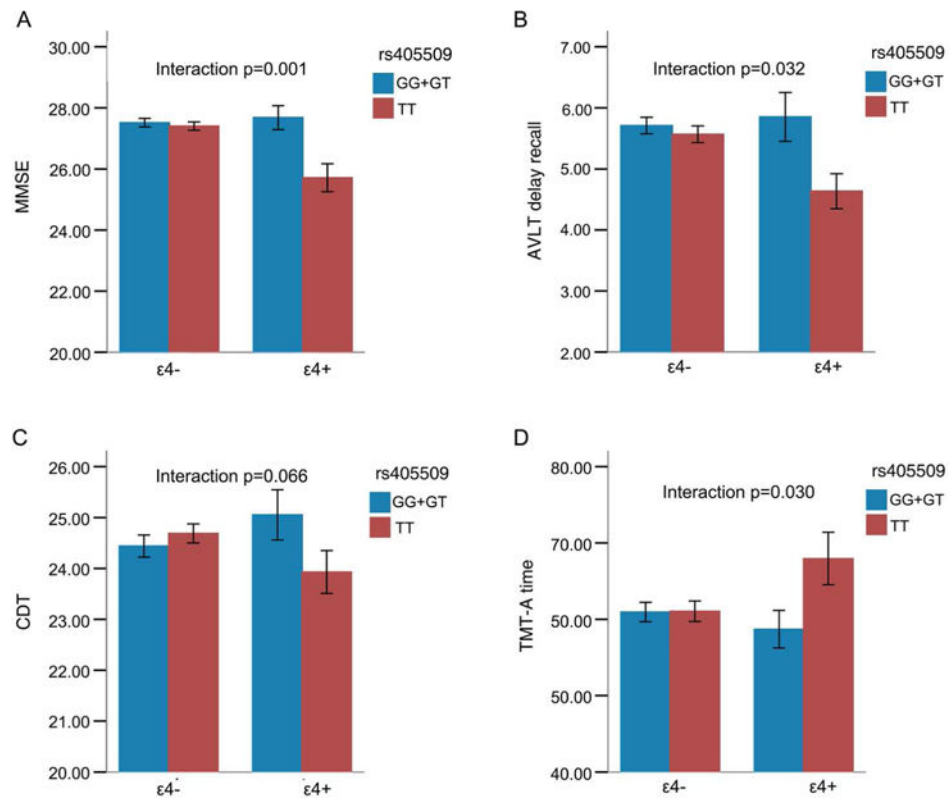 A
MMSE
30.00
28.00
26.00
24.00
22.00
20.00
Interaction p=0.001
rs405509
GG+GT
TT
ε4-
ε4+
B
AVLT delay recall
7.00
6.00
5.00
4.00
3.00
2.00
Interaction p=0.032
rs405509
GG+GT
TT
ε4-
ε4+
C
CDT
26.00
25.00
24.00
23.00
22.00
21.00
20.00
Interaction p=0.066
rs405509
GG+GT
TT
ε4-
ε4+
D
TMT-A time
80.00
70.00
50.00
50.00
40.00
Interaction p=0.030
rs405509
GG+GT
TT
ε4-
ε4+